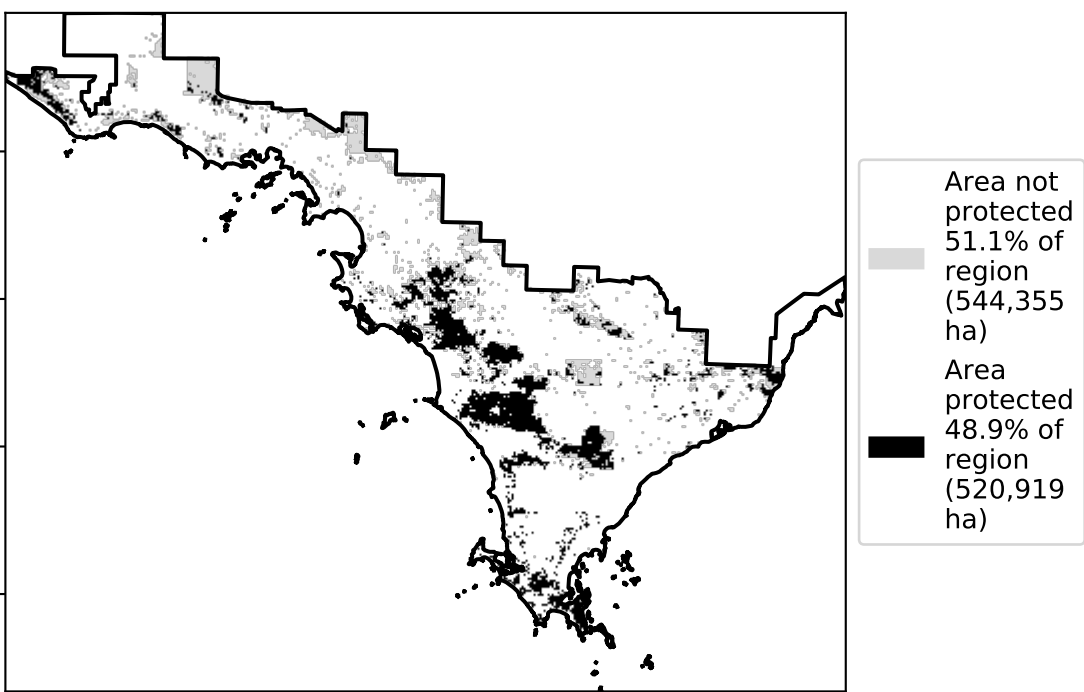 Area not
protected
51.1% of
region
(544,355
ha)
Area
protected
48.9% of
region
(520,919
ha)